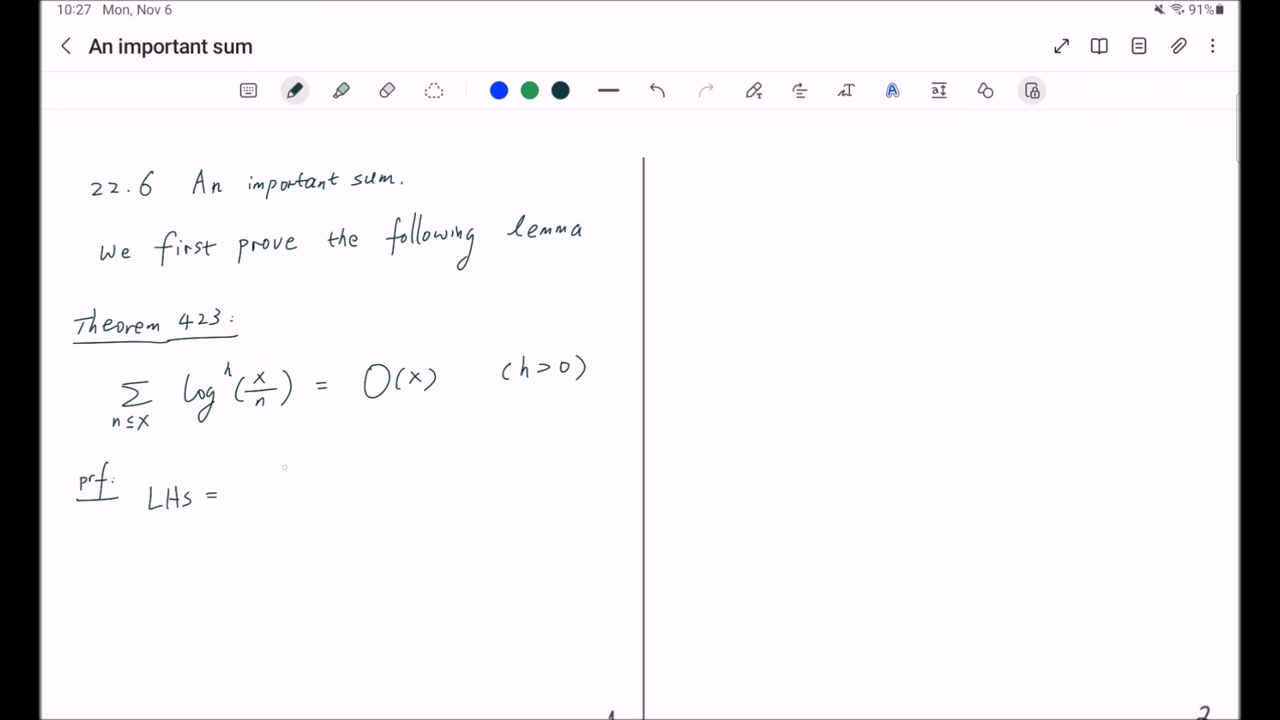 10:27 Mon, Nov 6
91%
An important sum
22.6 An important sum.
We first prove the following lemma
Theorem 423:
∑_{n≤x} log^h(x/n) = O(x) (h>0)
prf:
LHS =